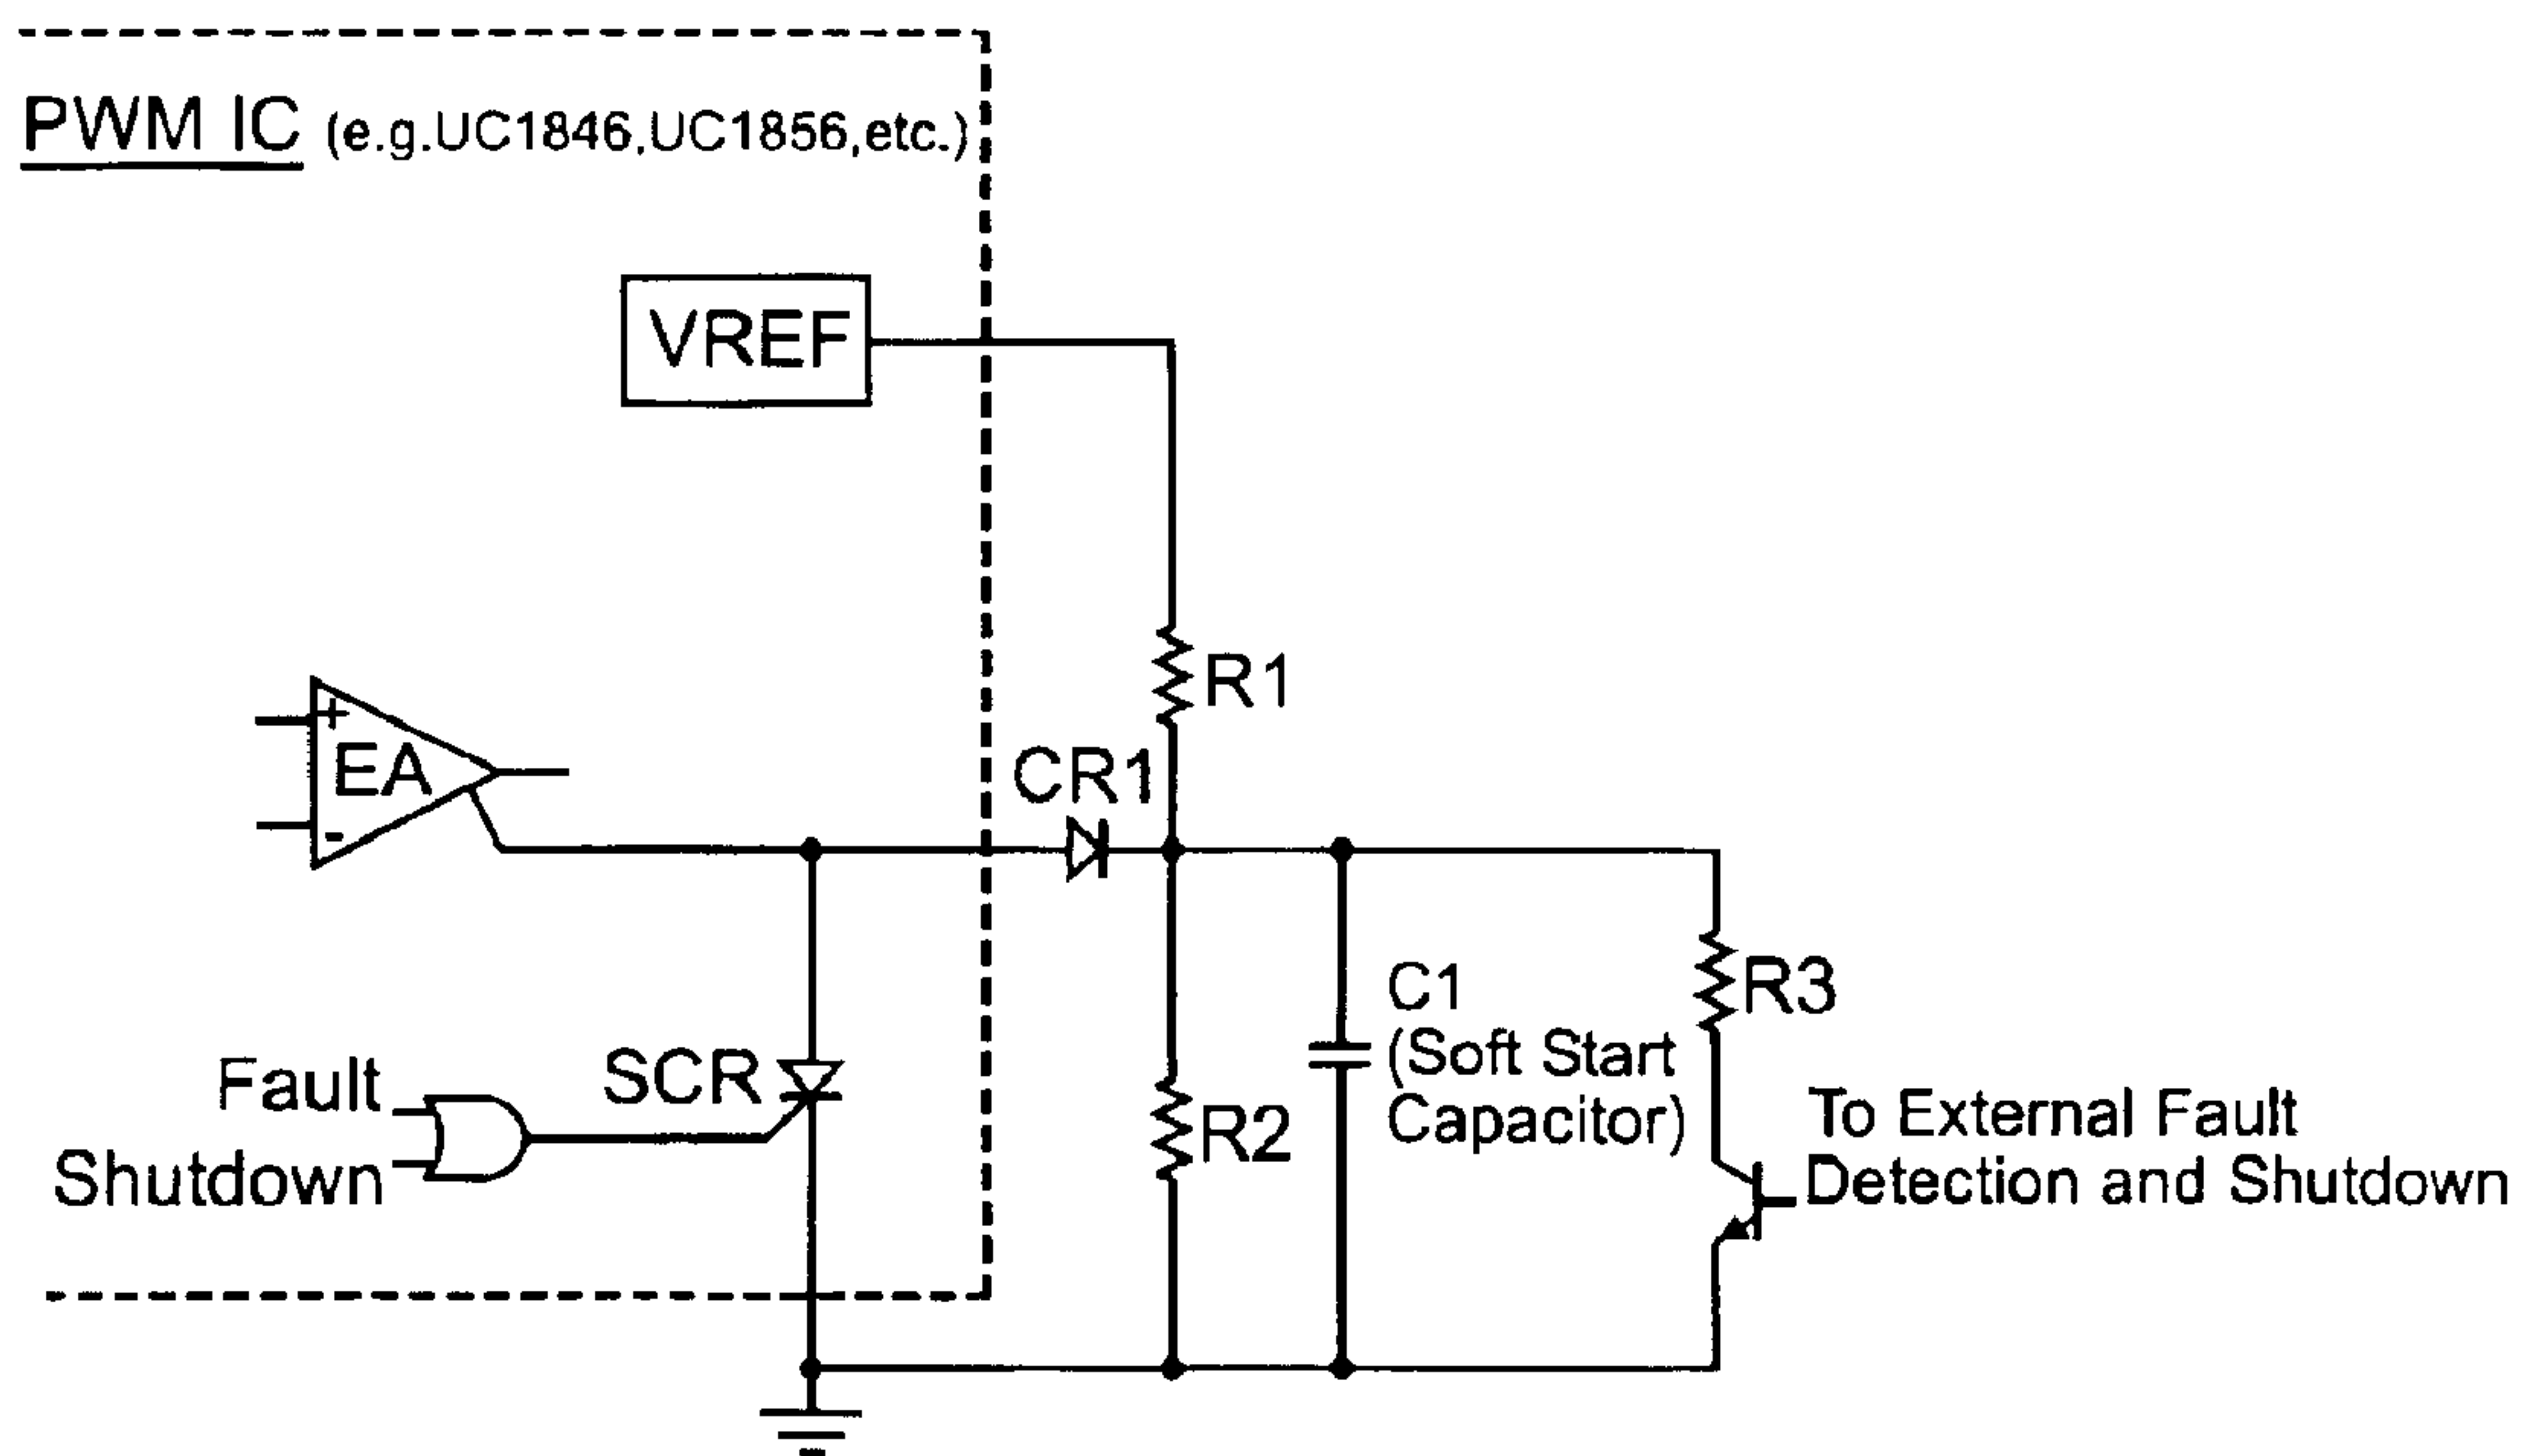 PWM IC (e.g.UC1846,UC1856,etc.)
VREF
R1
CR1
+
EA
-
C1
(Soft Start
Capacitor)
R3
Fault
SCR
Shutdown
R2
To External Fault
Detection and Shutdown